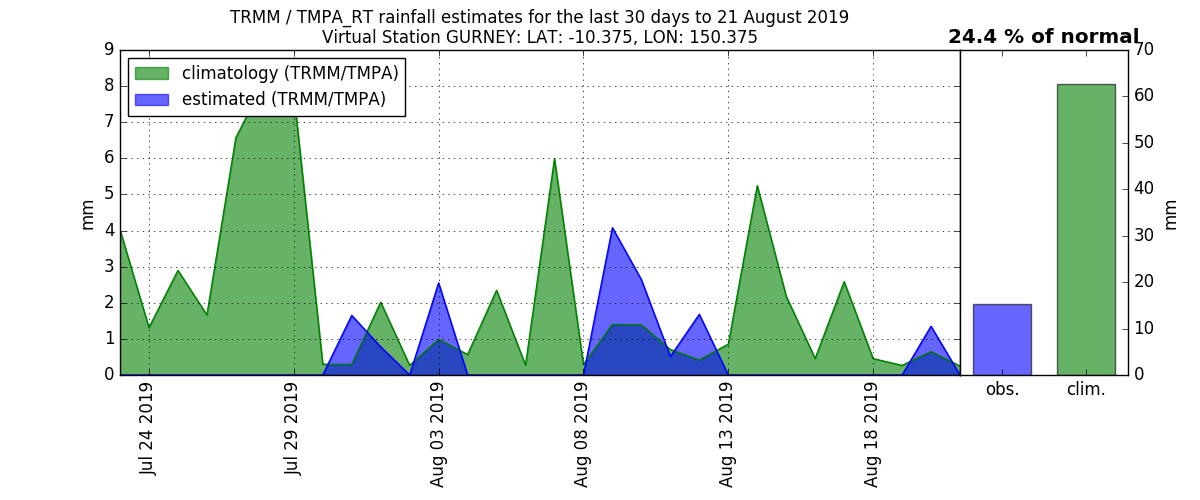 TRMM / TMPA_RT rainfall estimates for the last 30 days to 21 August 2019
Virtual Station GURNEY: LAT: -10.375, LON: 150.375
24.4 % of normal
climatology (TRMM/TMPA)
estimated (TRMM/TMPA)
9
8
7
6
5
4
3
2
1
0
mm
Jul 24 2019
Jul 29 2019
Aug 03 2019
Aug 08 2019
Aug 13 2019
Aug 18 2019
70
60
50
40
30
20
10
0
mm
obs.
clim.